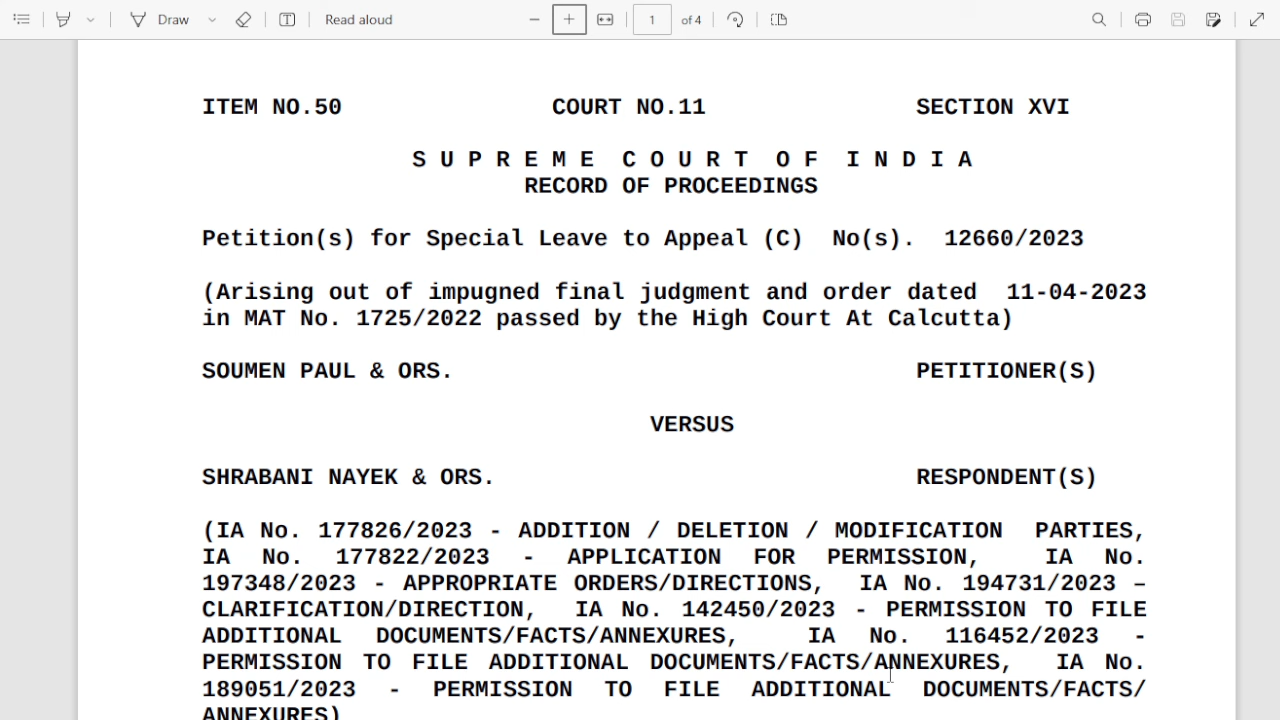 Draw
Read aloud
1 of 4
ITEM NO.50 COURT NO.11 SECTION XVI
S U P R E M E C O U R T O F I N D I A
RECORD OF PROCEEDINGS
Petition(s) for Special Leave to Appeal (C) No(s). 12660/2023
(Arising out of impugned final judgment and order dated 11-04-2023
in MAT No. 1725/2022 passed by the High Court At Calcutta)
SOUMEN PAUL & ORS. PETITIONER(S)
VERSUS
SHRABANI NAYEK & ORS. RESPONDENT(S)
(IA No. 177826/2023 - ADDITION / DELETION / MODIFICATION PARTIES,
IA No. 177822/2023 - APPLICATION FOR PERMISSION, IA No.
197348/2023 - APPROPRIATE ORDERS/DIRECTIONS, IA No. 194731/2023 –
CLARIFICATION/DIRECTION, IA No. 142450/2023 - PERMISSION TO FILE
ADDITIONAL DOCUMENTS/FACTS/ANNEXURES, IA No. 116452/2023 -
PERMISSION TO FILE ADDITIONAL DOCUMENTS/FACTS/ANNEXURES, IA No.
189051/2023 - PERMISSION TO FILE ADDITIONAL DOCUMENTS/FACTS/
ANNEXURES)